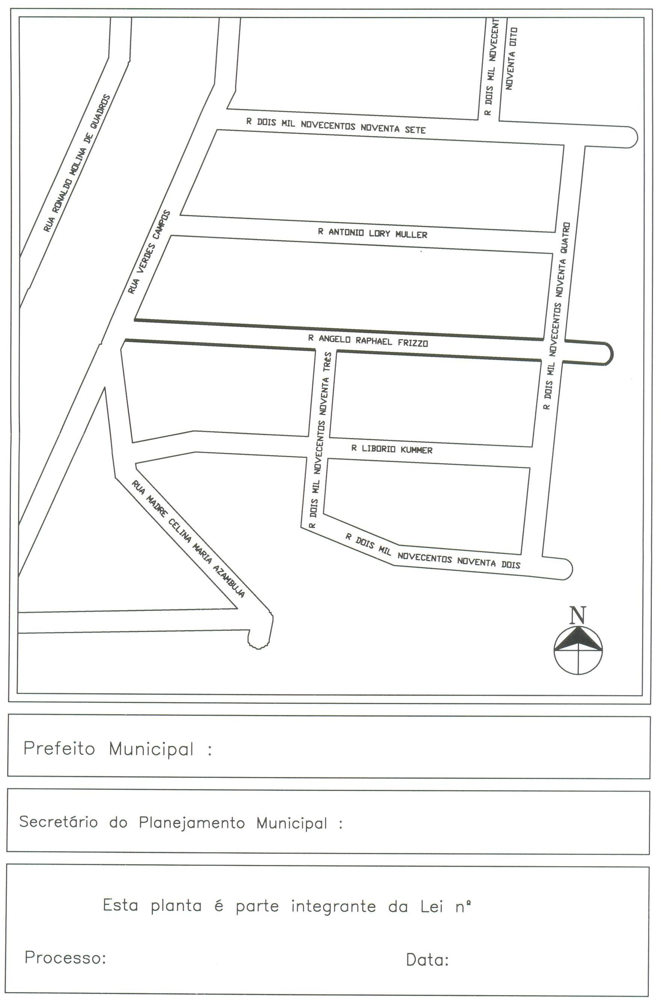 R DOIS MIL NOVECENT
NOVENTA OITO
RUA RONALDO MOLINA DE QUADROS
R DOIS MIL NOVECENTOS NOVENTA SETE
RUA VERDES CAMPOS
R ANTONIO LORY MULLER
R DOIS MIL NOVECENTOS NOVENTA QUATRO
R ANGELO RAPHAEL FRIZZO
R DOIS MIL NOVECENTOS NOVENTA TRÊS
R LIBORIO KUMMER
RUA MADRE CELINA MARIA AZAMBUJA
R DOIS MIL NOVECENTOS NOVENTA DOIS
N
Prefeito Municipal :
Secretário do Planejamento Municipal :
Esta planta é parte integrante da Lei nº
Processo:
Data: